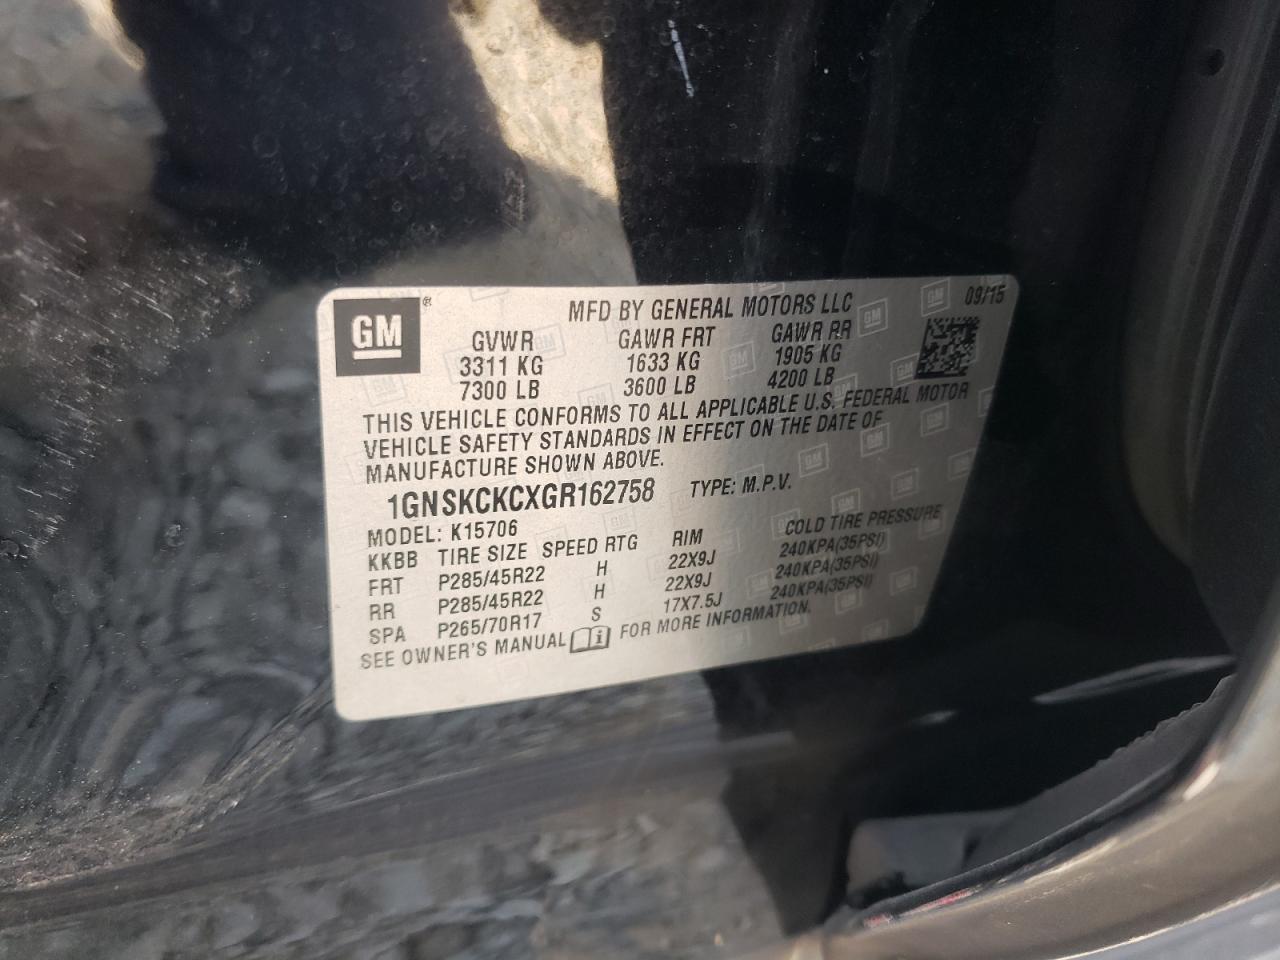 GM ® MFD BY GENERAL MOTORS LLC 09/15
GVWR GAWR FRT GAWR RR
3311 KG 1633 KG 1905 KG
7300 LB 3600 LB 4200 LB
THIS VEHICLE CONFORMS TO ALL APPLICABLE U.S. FEDERAL MOTOR
VEHICLE SAFETY STANDARDS IN EFFECT ON THE DATE OF
MANUFACTURE SHOWN ABOVE.
1GNSKCKCXGR162758 TYPE: M.P.V.
MODEL: K15706
KKBB TIRE SIZE SPEED RTG RIM COLD TIRE PRESSURE
FRT P285/45R22 H 22X9J 240KPA(35PSI)
RR P285/45R22 H 22X9J 240KPA(35PSI)
SPA P265/70R17 S 17X7.5J 240KPA(35PSI)
SEE OWNER'S MANUAL i FOR MORE INFORMATION.